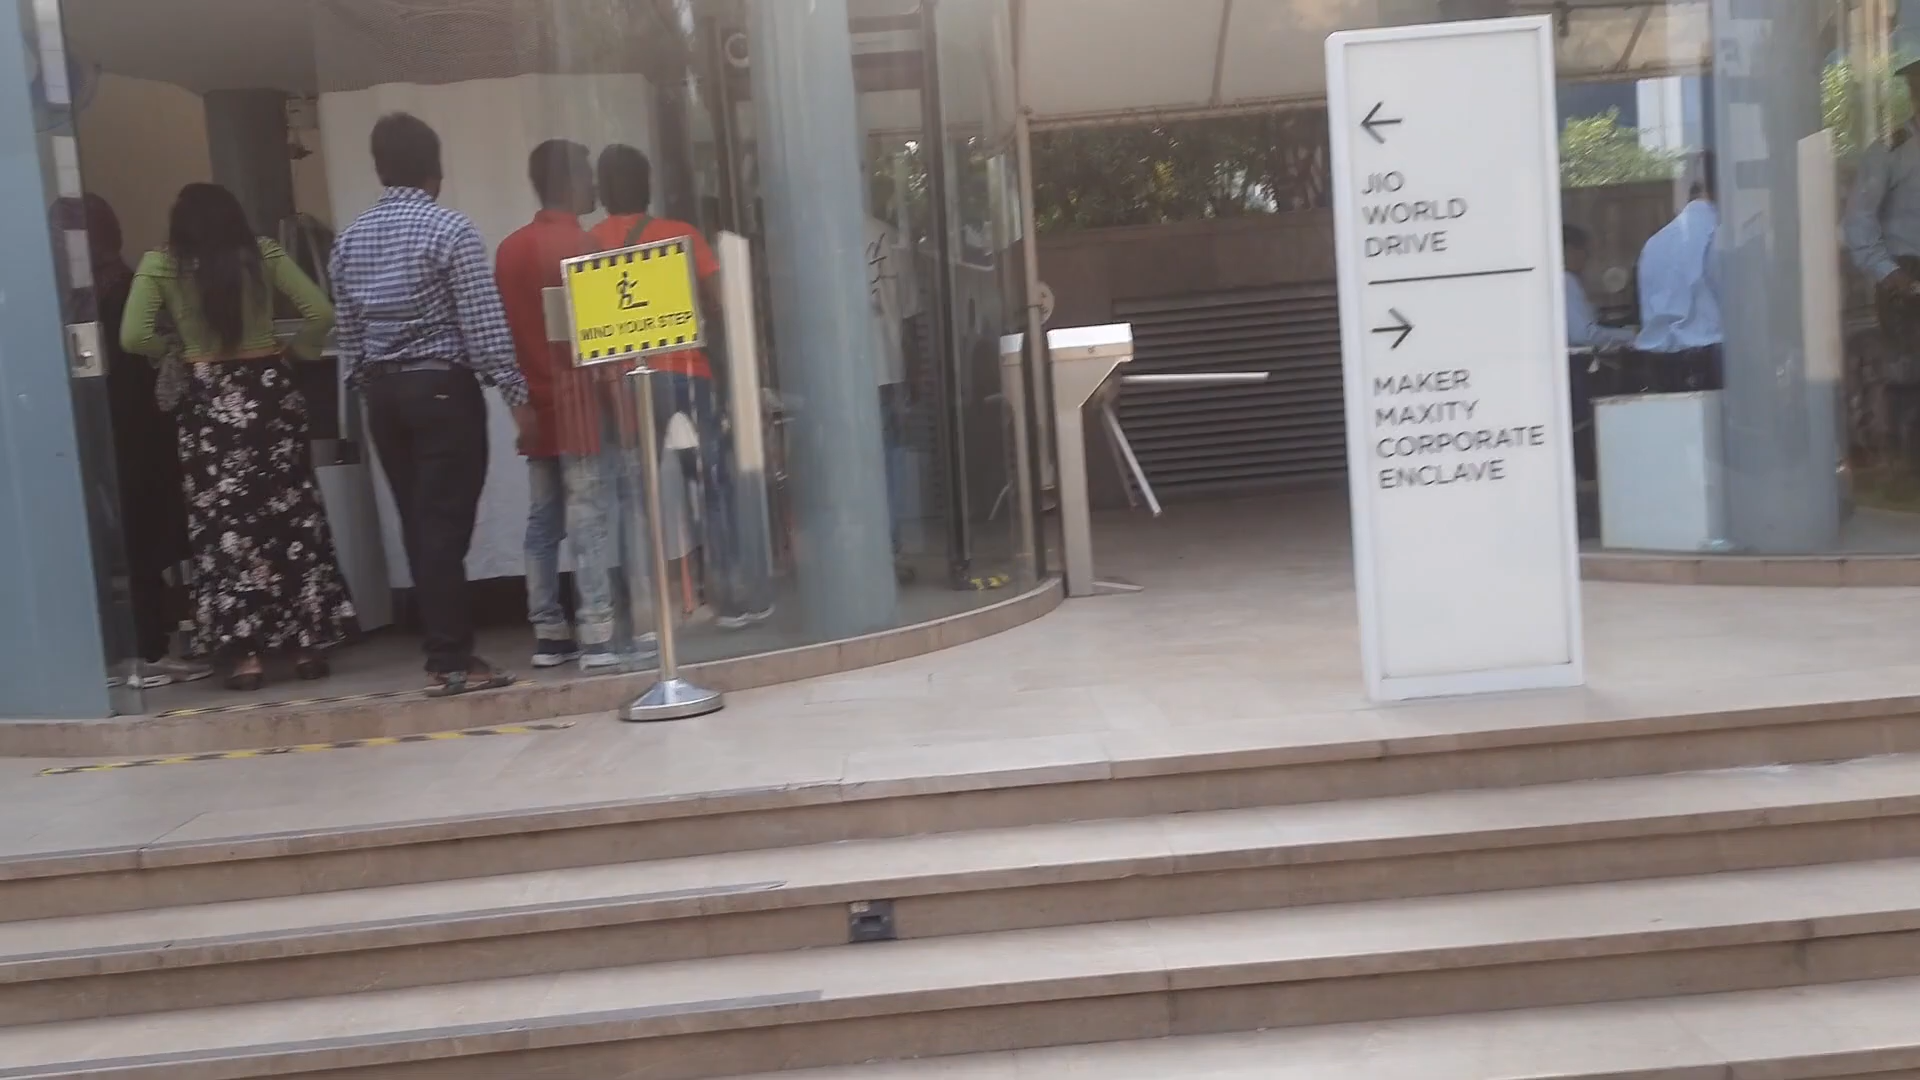 MIND YOUR STEP
JIO
WORLD
DRIVE
MAKER
MAXITY
CORPORATE
ENCLAVE